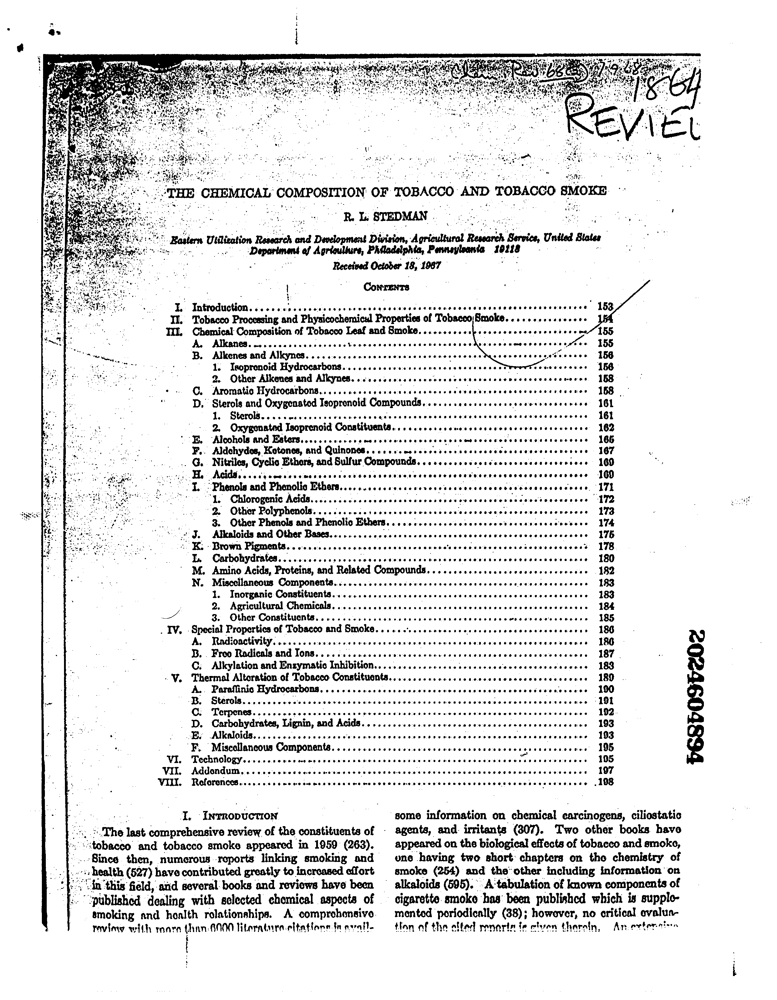 Chem Rev 68(2) 1968
1864
REVIEW
THE CHEMICAL COMPOSITION OF TOBACCO AND TOBACCO SMOKE
R. L. STEDMAN
Eastern Utilization Research and Development Division, Agricultural Research Service, United States
Department of Agriculture, Philadelphia, Pennsylvania 19118
Received October 18, 1967
CONTENTS
I. Introduction 153
II. Tobacco Processing and Physicochemical Properties of Tobacco Smoke 154
III. Chemical Composition of Tobacco Leaf and Smoke 155
A. Alkanes 155
B. Alkenes and Alkynes 156
1. Isoprenoid Hydrocarbons 156
2. Other Alkenes and Alkynes 158
C. Aromatic Hydrocarbons 158
D. Sterols and Oxygenated Isoprenoid Compounds 161
1. Sterols 161
2. Oxygenated Isoprenoid Constituents 162
E. Alcohols and Esters 166
F. Aldehydes, Ketones, and Quinones 167
G. Nitriles, Cyclic Ethers, and Sulfur Compounds 169
H. Acids 169
I. Phenols and Phenolic Ethers 171
1. Chlorogenic Acids 172
2. Other Polyphenols 173
3. Other Phenols and Phenolic Ethers 174
J. Alkaloids and Other Bases 175
K. Brown Pigments 178
L. Carbohydrates 180
M. Amino Acids, Proteins, and Related Compounds 182
N. Miscellaneous Components 183
1. Inorganic Constituents 183
2. Agricultural Chemicals 184
3. Other Constituents 185
IV. Special Properties of Tobacco and Smoke 186
A. Radioactivity 186
B. Free Radicals and Ions 187
C. Alkylation and Enzymatic Inhibition 188
V. Thermal Alteration of Tobacco Constituents 189
A. Paraffinic Hydrocarbons 190
B. Sterols 191
C. Terpenes 192
D. Carbohydrates, Lignin, and Acids 193
E. Alkaloids 193
F. Miscellaneous Components 195
VI. Technology 195
VII. Addendum 197
VIII. References 198
I. INTRODUCTION
The last comprehensive review of the constituents of
tobacco and tobacco smoke appeared in 1959 (263).
Since then, numerous reports linking smoking and
health (527) have contributed greatly to increased effort
in this field, and several books and reviews have been
published dealing with selected chemical aspects of
smoking and health relationships. A comprehensive
review with more than 6000 literature citations is avail-
some information on chemical carcinogens, ciliostatic
agents, and irritants (307). Two other books have
appeared on the biological effects of tobacco and smoke,
one having two short chapters on the chemistry of
smoke (254) and the other including information on
alkaloids (595). A tabulation of known components of
cigarette smoke has been published which is supple-
mented periodically (38); however, no critical evalua-
tion of the cited reports is given therein. An extensive
2024604894